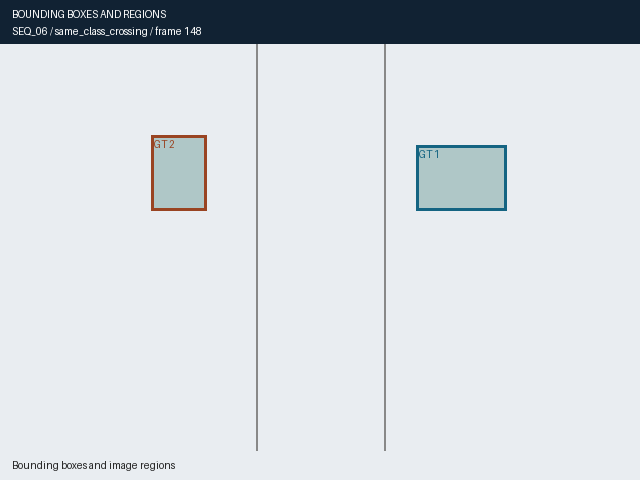 BOUNDING BOXES AND REGIONS
SEQ_06 / same_class_crossing / frame 148
GT2
GT1
Bounding boxes and image regions